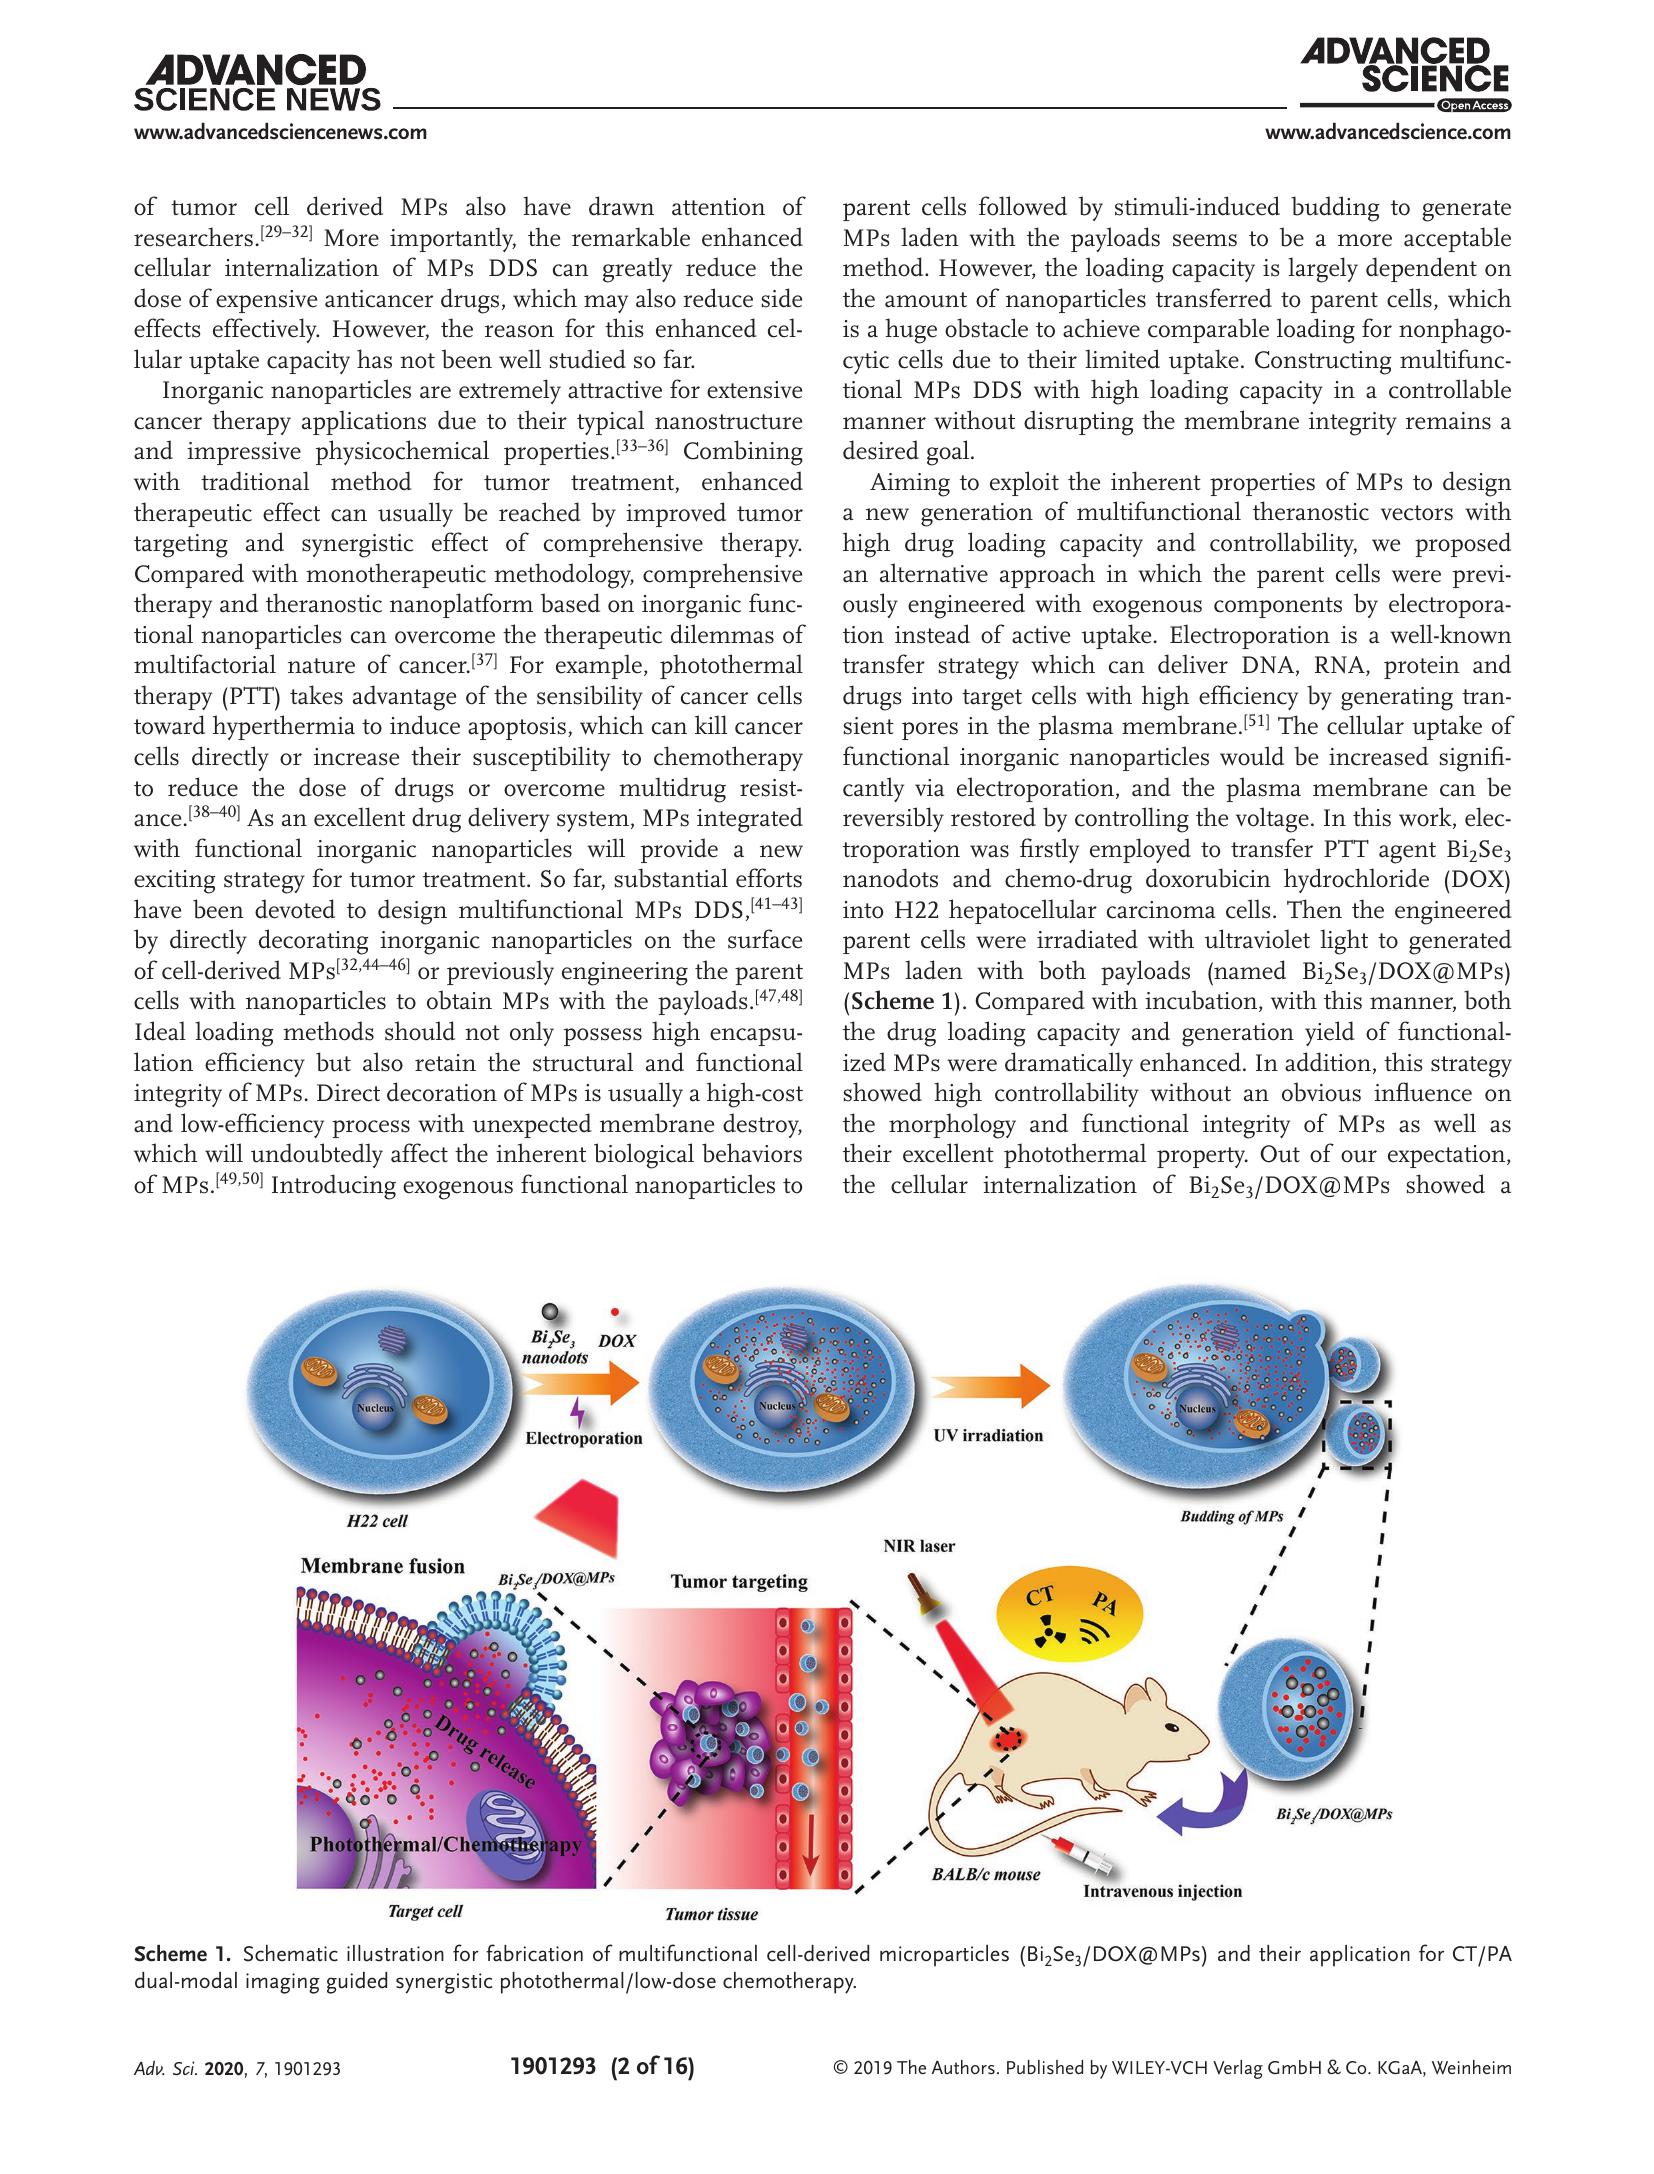 ADVANCED
SCIENCE NEWS
www.advancedsciencenews.com
ADVANCED
SCIENCE
Open Access
www.advancedscience.com
of tumor cell derived MPs also have drawn attention of
researchers.[29–32] More importantly, the remarkable enhanced
cellular internalization of MPs DDS can greatly reduce the
dose of expensive anticancer drugs, which may also reduce side
effects effectively. However, the reason for this enhanced cel-
lular uptake capacity has not been well studied so far.
Inorganic nanoparticles are extremely attractive for extensive
cancer therapy applications due to their typical nanostructure
and impressive physicochemical properties.[33–36] Combining
with traditional method for tumor treatment, enhanced
therapeutic effect can usually be reached by improved tumor
targeting and synergistic effect of comprehensive therapy.
Compared with monotherapeutic methodology, comprehensive
therapy and theranostic nanoplatform based on inorganic func-
tional nanoparticles can overcome the therapeutic dilemmas of
multifactorial nature of cancer.[37] For example, photothermal
therapy (PTT) takes advantage of the sensibility of cancer cells
toward hyperthermia to induce apoptosis, which can kill cancer
cells directly or increase their susceptibility to chemotherapy
to reduce the dose of drugs or overcome multidrug resist-
ance.[38–40] As an excellent drug delivery system, MPs integrated
with functional inorganic nanoparticles will provide a new
exciting strategy for tumor treatment. So far, substantial efforts
have been devoted to design multifunctional MPs DDS,[41–43]
by directly decorating inorganic nanoparticles on the surface
of cell-derived MPs[32,44–46] or previously engineering the parent
cells with nanoparticles to obtain MPs with the payloads.[47,48]
Ideal loading methods should not only possess high encapsu-
lation efficiency but also retain the structural and functional
integrity of MPs. Direct decoration of MPs is usually a high-cost
and low-efficiency process with unexpected membrane destroy,
which will undoubtedly affect the inherent biological behaviors
of MPs.[49,50] Introducing exogenous functional nanoparticles to
parent cells followed by stimuli-induced budding to generate
MPs laden with the payloads seems to be a more acceptable
method. However, the loading capacity is largely dependent on
the amount of nanoparticles transferred to parent cells, which
is a huge obstacle to achieve comparable loading for nonphago-
cytic cells due to their limited uptake. Constructing multifunc-
tional MPs DDS with high loading capacity in a controllable
manner without disrupting the membrane integrity remains a
desired goal.
Aiming to exploit the inherent properties of MPs to design
a new generation of multifunctional theranostic vectors with
high drug loading capacity and controllability, we proposed
an alternative approach in which the parent cells were previ-
ously engineered with exogenous components by electropora-
tion instead of active uptake. Electroporation is a well-known
transfer strategy which can deliver DNA, RNA, protein and
drugs into target cells with high efficiency by generating tran-
sient pores in the plasma membrane.[51] The cellular uptake of
functional inorganic nanoparticles would be increased signifi-
cantly via electroporation, and the plasma membrane can be
reversibly restored by controlling the voltage. In this work, elec-
troporation was firstly employed to transfer PTT agent Bi2Se3
nanodots and chemo-drug doxorubicin hydrochloride (DOX)
into H22 hepatocellular carcinoma cells. Then the engineered
parent cells were irradiated with ultraviolet light to generated
MPs laden with both payloads (named Bi2Se3/DOX@MPs)
(Scheme 1). Compared with incubation, with this manner, both
the drug loading capacity and generation yield of functional-
ized MPs were dramatically enhanced. In addition, this strategy
showed high controllability without an obvious influence on
the morphology and functional integrity of MPs as well as
their excellent photothermal property. Out of our expectation,
the cellular internalization of Bi2Se3/DOX@MPs showed a
Bi2Se3
nanodots
DOX
Electroporation
Nucleus
Nucleus
Nucleus
UV irradiation
H22 cell
Budding of MPs
NIR laser
Membrane fusion
Bi2Se3/DOX@MPs
Tumor targeting
CT
PA
Drug release
Photothermal/Chemotherapy
Bi2Se3/DOX@MPs
BALB/c mouse
Intravenous injection
Target cell
Tumor tissue
Scheme 1. Schematic illustration for fabrication of multifunctional cell-derived microparticles (Bi2Se3/DOX@MPs) and their application for CT/PA
dual-modal imaging guided synergistic photothermal/low-dose chemotherapy.
Adv. Sci. 2020, 7, 1901293
1901293 (2 of 16)
© 2019 The Authors. Published by WILEY-VCH Verlag GmbH & Co. KGaA, Weinheim